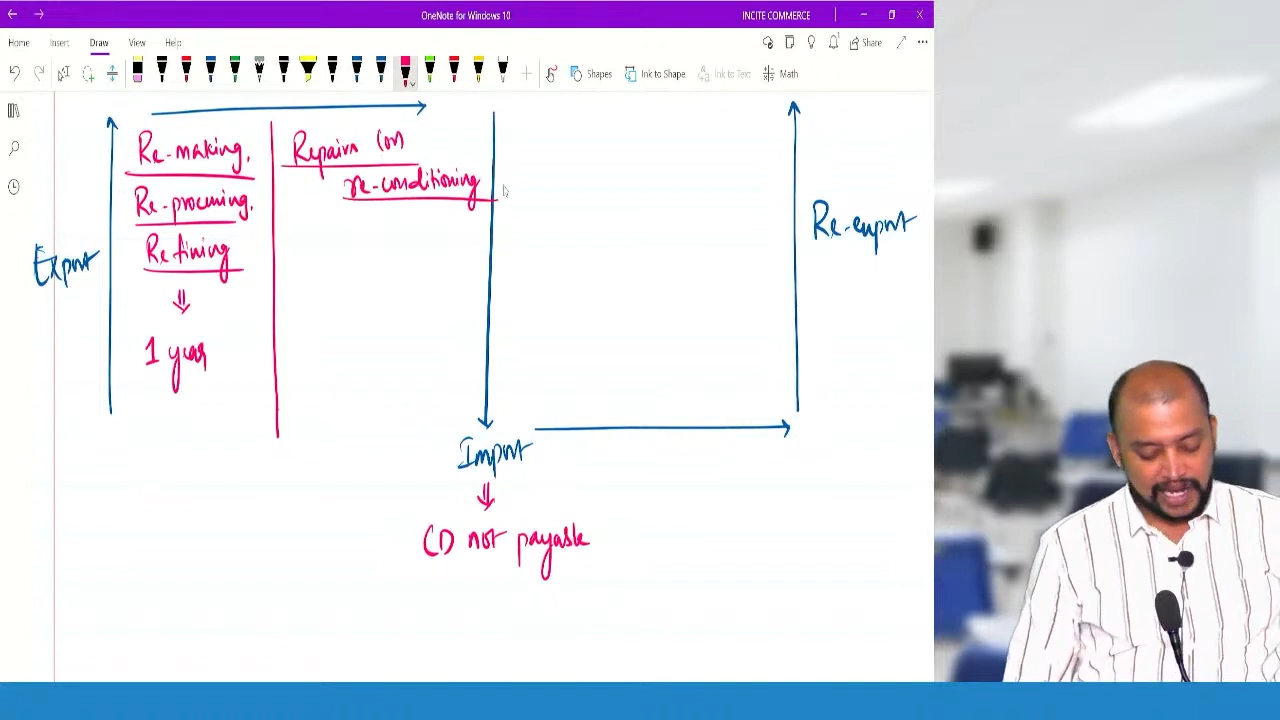 OneNote for Windows 10
INCITE COMMERCE
Home Insert Draw View Help
Share
Shapes Ink to Shape Ink to Text Math
Re-making.
Re-procuring.
Refining
1 year
Repairs (or)
re-conditioning
Export
Re-export
Import
CD not payable